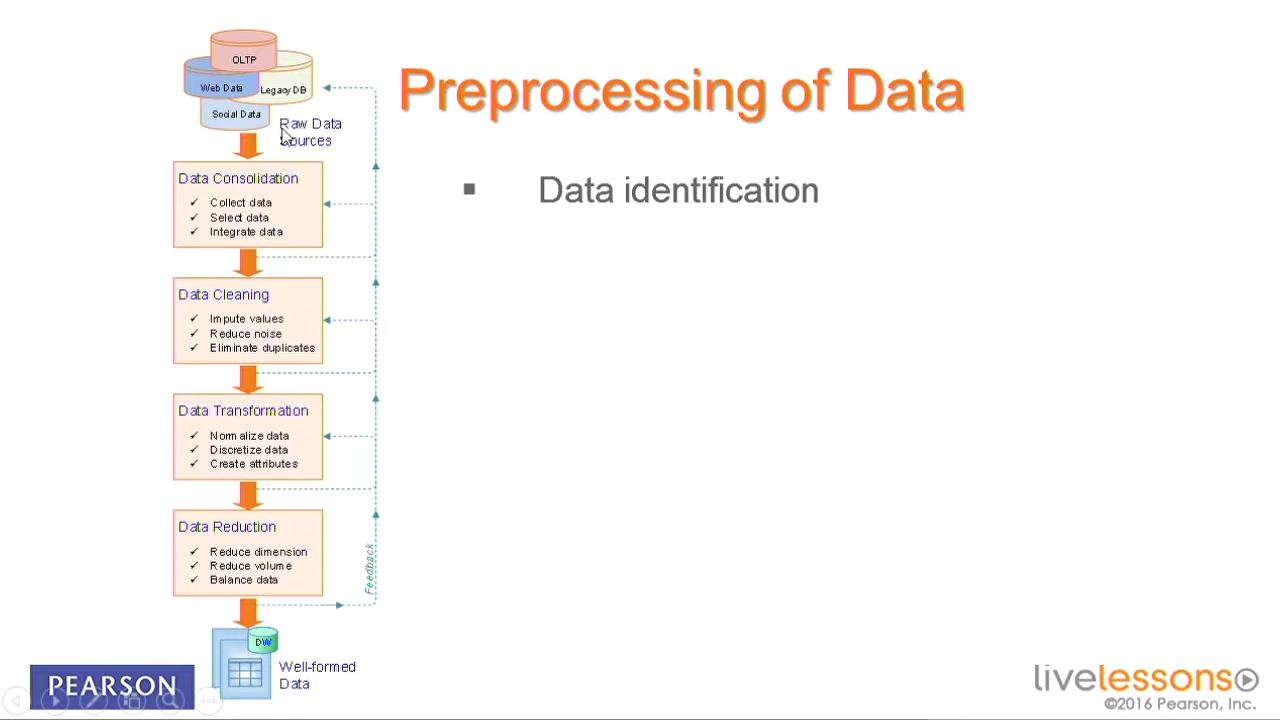 OLTP
Web Data
Legacy DB
Social Data
Raw Data
Sources
Preprocessing of Data
▪ Data identification
Data Consolidation
✓ Collect data
✓ Select data
✓ Integrate data
Data Cleaning
✓ Impute values
✓ Reduce noise
✓ Eliminate duplicates
Data Transformation
✓ Normalize data
✓ Discretize data
✓ Create attributes
Data Reduction
✓ Reduce dimension
✓ Reduce volume
✓ Balance data
Feedback
DW
Well-formed
Data
PEARSON
livelessons
©2016 Pearson, Inc.